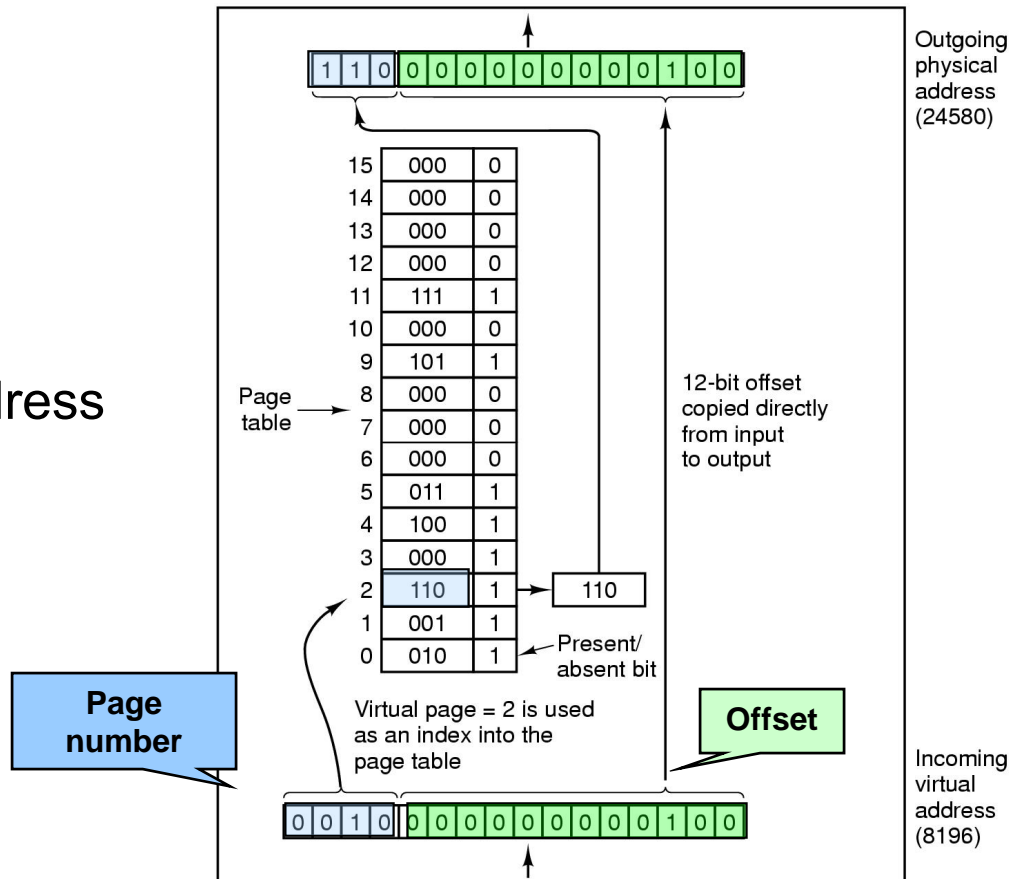 Outgoing
physical
address
(24580)
1 1 0 0 0 0 0 0 0 0 0 0 1 0 0
15 000 0
14 000 0
13 000 0
12 000 0
11 111 1
10 000 0
9 101 1
8 000 0
7 000 0
6 000 0
5 011 1
4 100 1
3 000 1
2 110 1 110
1 001 1
0 010 1
Page
table
dress
12-bit offset
copied directly
from input
to output
Present/
absent bit
Page
number
Virtual page = 2 is used
as an index into the
page table
Offset
Incoming
virtual
address
(8196)
0 0 1 0 0 0 0 0 0 0 0 0 0 1 0 0